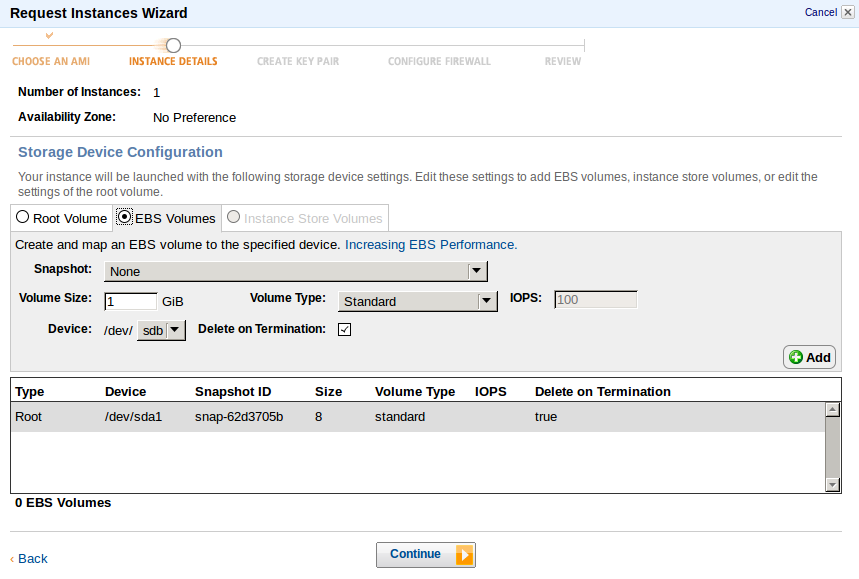 Request Instances Wizard
Cancel
CHOOSE AN AMI INSTANCE DETAILS CREATE KEY PAIR CONFIGURE FIREWALL REVIEW
Number of Instances: 1
Availability Zone: No Preference
Storage Device Configuration
Your instance will be launched with the following storage device settings. Edit these settings to add EBS volumes, instance store volumes, or edit the
settings of the root volume.
Root Volume EBS Volumes Instance Store Volumes
Create and map an EBS volume to the specified device. Increasing EBS Performance.
Snapshot: None
Volume Size: 1 GiB Volume Type: Standard IOPS: 100
Device: /dev/ sdb Delete on Termination:
Add
Type Device Snapshot ID Size Volume Type IOPS Delete on Termination
Root /dev/sda1 snap-62d3705b 8 standard true
0 EBS Volumes
‹ Back Continue